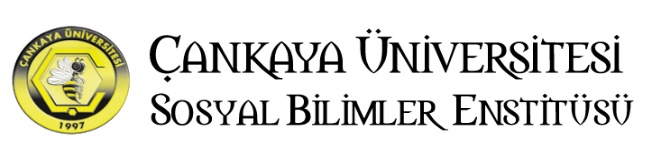 ÇANKAYA ÜNİVERSİTESİ
1997
ÇANKAYA ÜNİVERSİTESİ
SOSYAL BİLİMLER ENSTİTÜSÜ